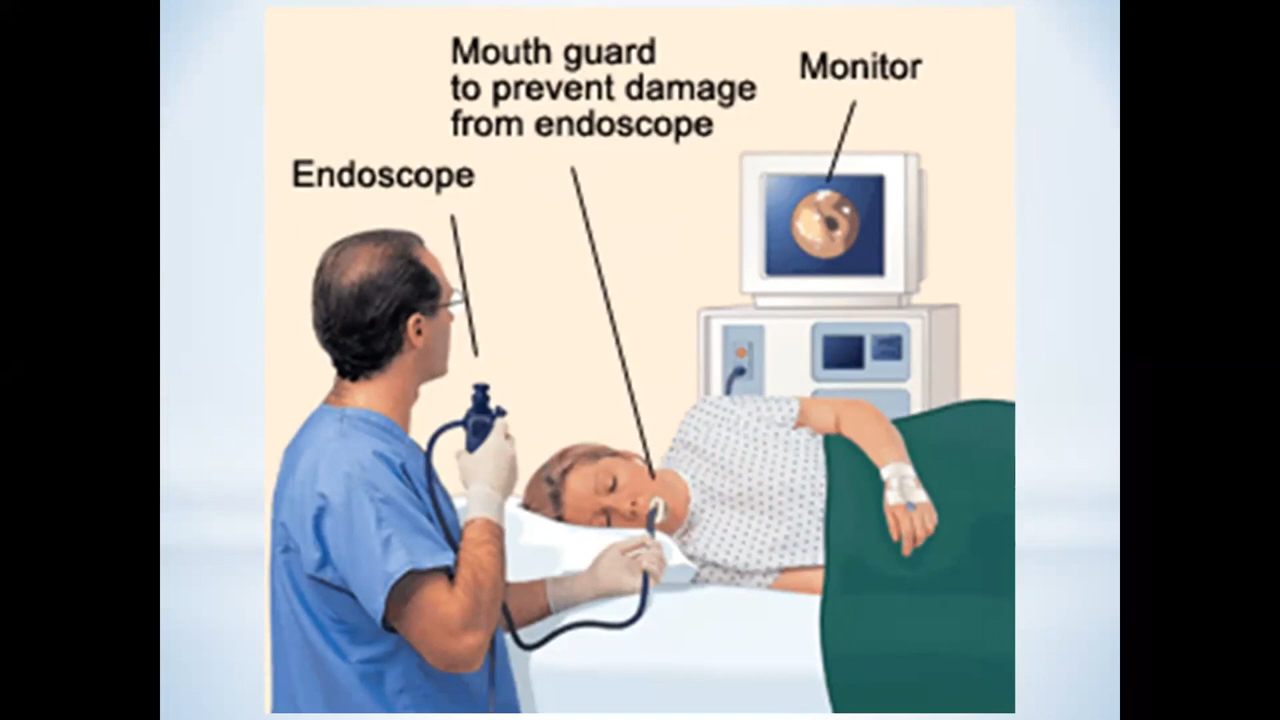 Mouth guard
to prevent damage
from endoscope
Monitor
Endoscope